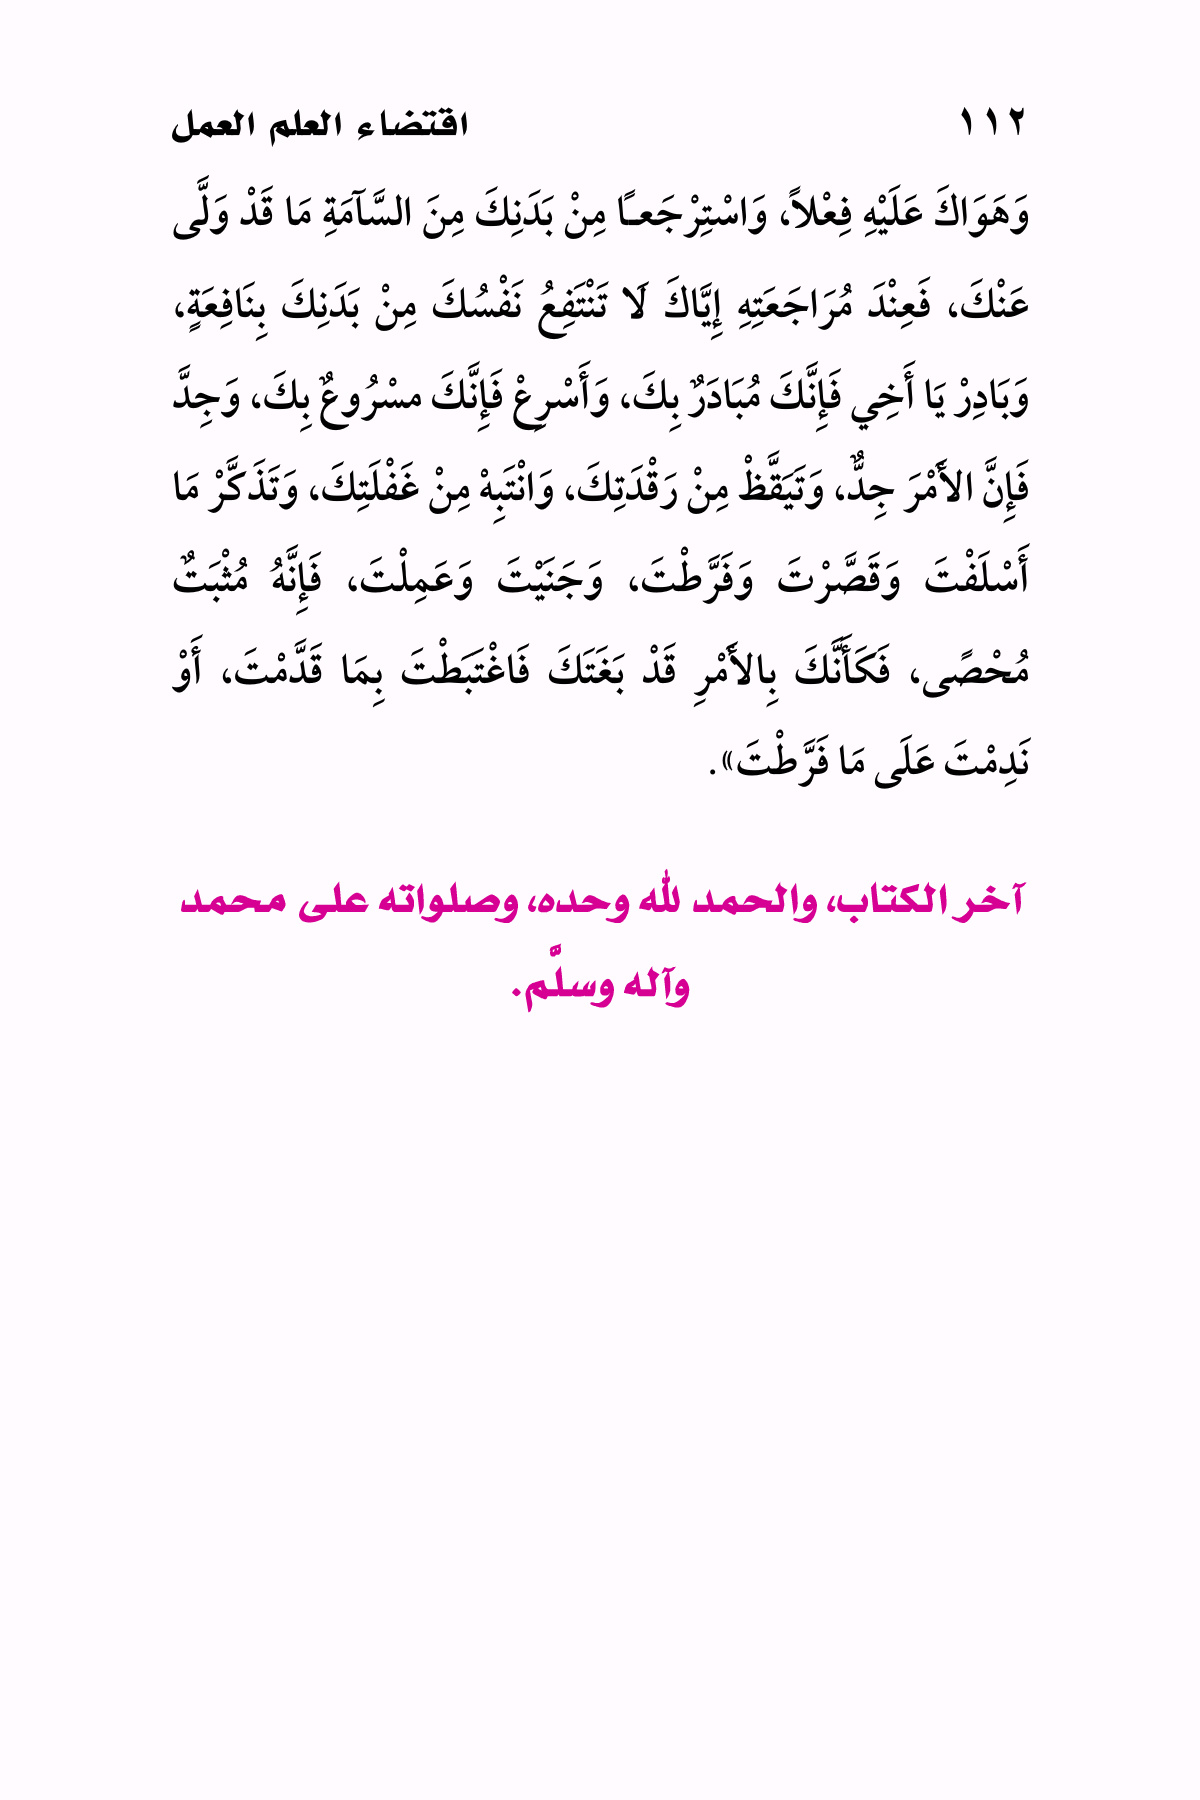 ١١٢ اقتضاء العلم العمل
وَهَوَاكَ عَلَيْهِ فِعْلاً، وَاسْتِرْجَعًا مِنْ بَدَنِكَ مِنَ السَّآمَةِ مَا قَدْ وَلَّى
عَنْكَ، فَعِنْدَ مُرَاجَعَتِهِ إِيَّاكَ لَا تَنْتَفِعُ نَفْسُكَ مِنْ بَدَنِكَ بِنَافِعَةٍ،
وَبَادِرْ يَا أَخِي فَإِنَّكَ مُبَادَرٌ بِكَ، وَأَسْرِعْ فَإِنَّكَ مسْرُوعٌ بِكَ، وَجِدَّ
فَإِنَّ الأَمْرَ جِدٌّ، وَتَيَقَّظْ مِنْ رَقْدَتِكَ، وَانْتَبِهْ مِنْ غَفْلَتِكَ، وَتَذَكَّرْ مَا
أَسْلَفْتَ وَقَصَّرْتَ وَفَرَّطْتَ، وَجَنَيْتَ وَعَمِلْتَ، فَإِنَّهُ مُثْبَتٌ
مُحْصًى، فَكَأَنَّكَ بِالأَمْرِ قَدْ بَغَتَكَ فَاغْتَبَطْتَ بِمَا قَدَّمْتَ، أَوْ
نَدِمْتَ عَلَى مَا فَرَّطْتَ».
آخر الكتاب، والحمد لله وحده، وصلواته على محمد
وآله وسلَّم.